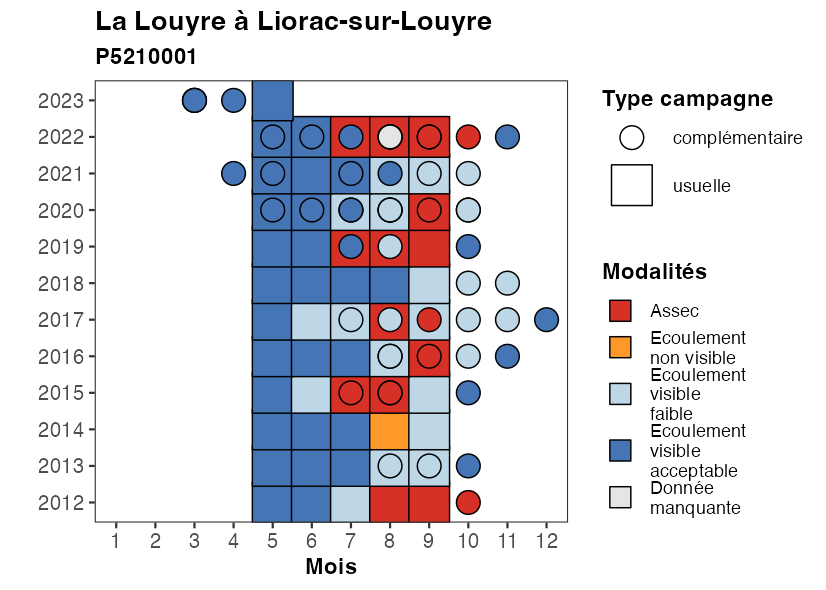 La Louyre à Liorac-sur-Louyre
P5210001
2023
2022
2021
2020
2019
2018
2017
2016
2015
2014
2013
2012
1 2 3 4 5 6 7 8 9 10 11 12
Mois
Type campagne
complémentaire
usuelle
Modalités
Assec
Ecoulement
non visible
Ecoulement
visible
faible
Ecoulement
visible
acceptable
Donnée
manquante